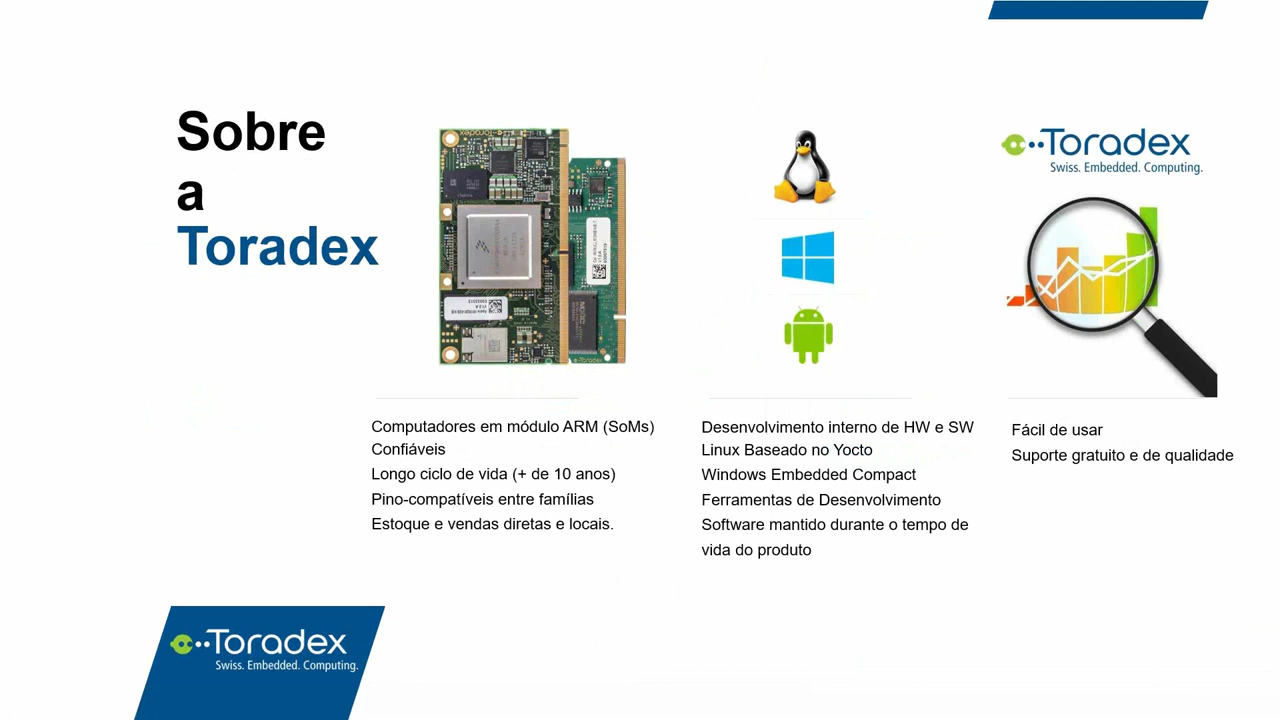 Sobre
a
Toradex
Toradex
Swiss. Embedded. Computing.
Computadores em módulo ARM (SoMs)
Confiáveis
Longo ciclo de vida (+ de 10 anos)
Pino-compatíveis entre famílias
Estoque e vendas diretas e locais.
Desenvolvimento interno de HW e SW
Linux Baseado no Yocto
Windows Embedded Compact
Ferramentas de Desenvolvimento
Software mantido durante o tempo de
vida do produto
Fácil de usar
Suporte gratuito e de qualidade
Toradex
Swiss. Embedded. Computing.